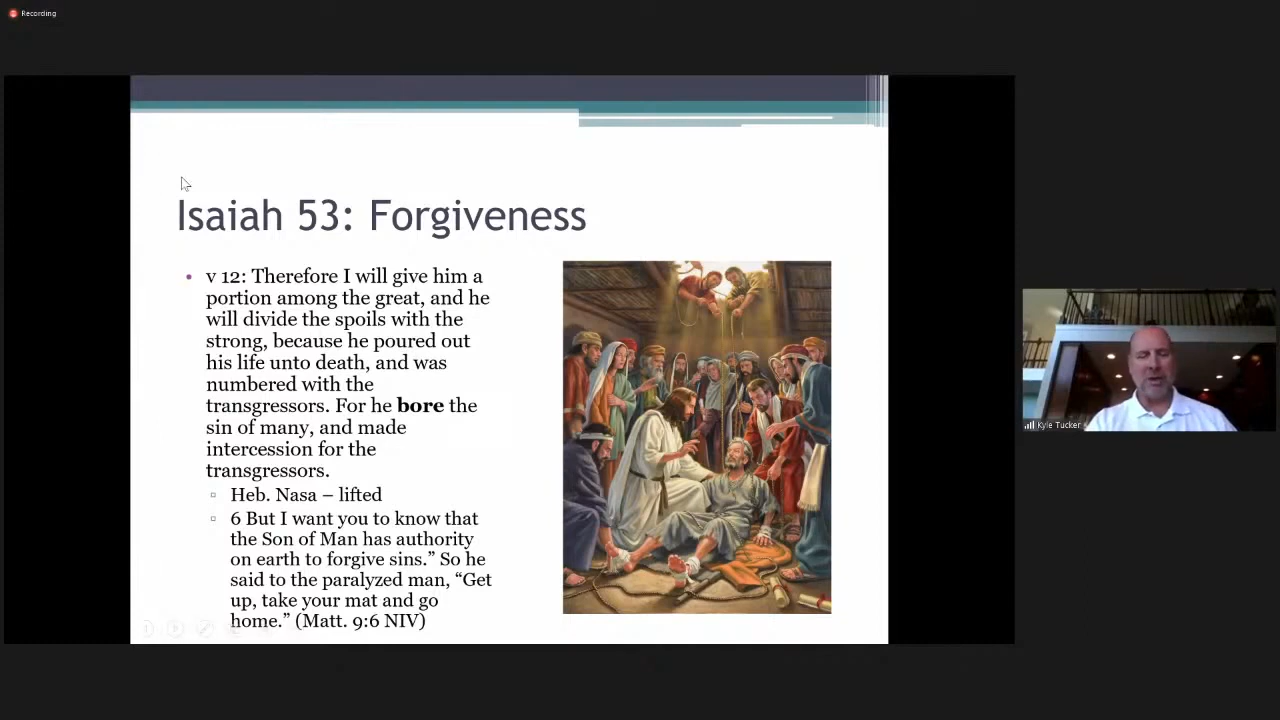 Recording
Isaiah 53: Forgiveness
• v 12: Therefore I will give him a
portion among the great, and he
will divide the spoils with the
strong, because he poured out
his life unto death, and was
numbered with the
transgressors. For he bore the
sin of many, and made
intercession for the
transgressors.
▫ Heb. Nasa – lifted
▫ 6 But I want you to know that
the Son of Man has authority
on earth to forgive sins.” So he
said to the paralyzed man, “Get
up, take your mat and go
home.” (Matt. 9:6 NIV)
Kyle Tucker